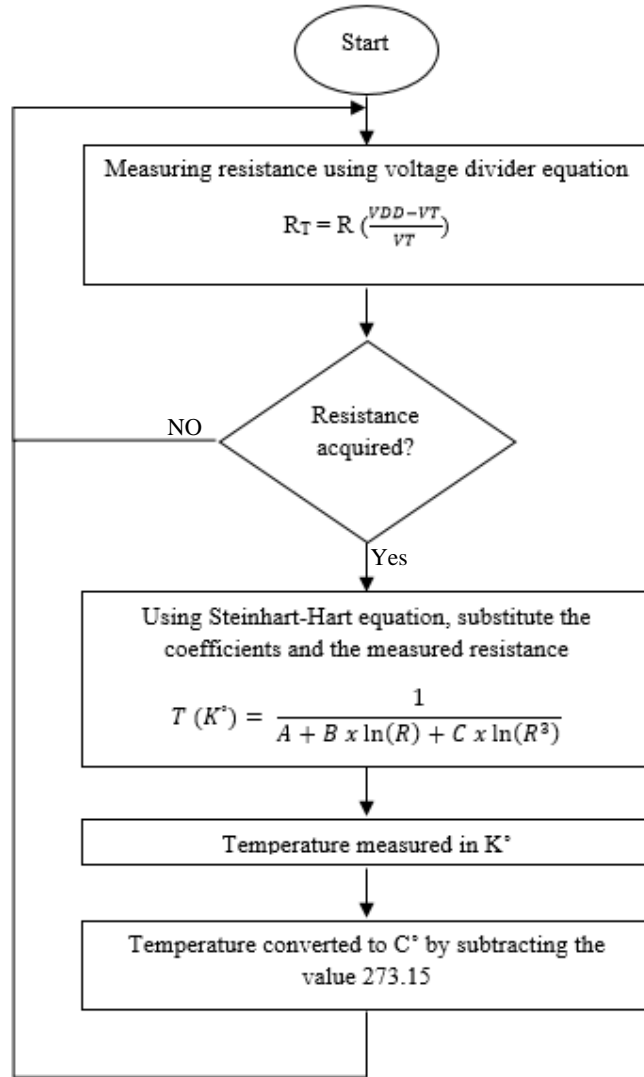 Start
Measuring resistance using voltage divider equation
R_T = R (\frac{VDD-VT}{VT})
Resistance
acquired?
NO
Yes
Using Steinhart-Hart equation, substitute the
coefficients and the measured resistance
T (K°) = \frac{1}{A + B x ln(R) + C x ln(R³)}
Temperature measured in K°
Temperature converted to C° by subtracting the
value 273.15